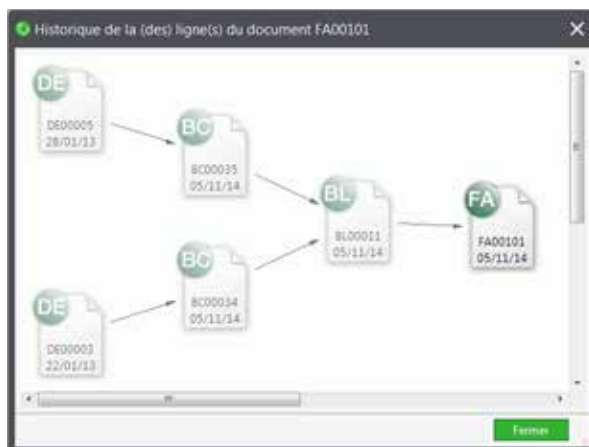 Historique de la (des) ligne(s) du document FA00101
DE
DE00005
28/01/13
BC
BC00035
05/11/14
BL
BL00011
05/11/14
FA
FA00101
05/11/14
BC
BC00034
05/11/14
DE
DE00003
22/01/13
Fermer